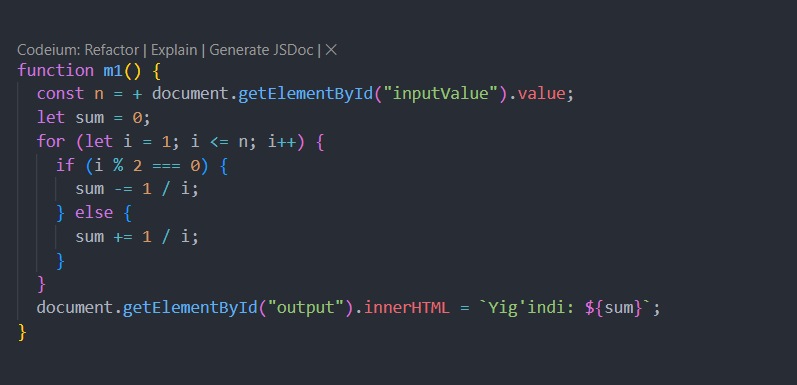 Codeium: Refactor | Explain | Generate JSDoc | ✕
function m1() {
  const n = + document.getElementById("inputValue").value;
  let sum = 0;
  for (let i = 1; i <= n; i++) {
    if (i % 2 === 0) {
      sum -= 1 / i;
    } else {
      sum += 1 / i;
    }
  }
  document.getElementById("output").innerHTML = `Yig'indi: ${sum}`;
}